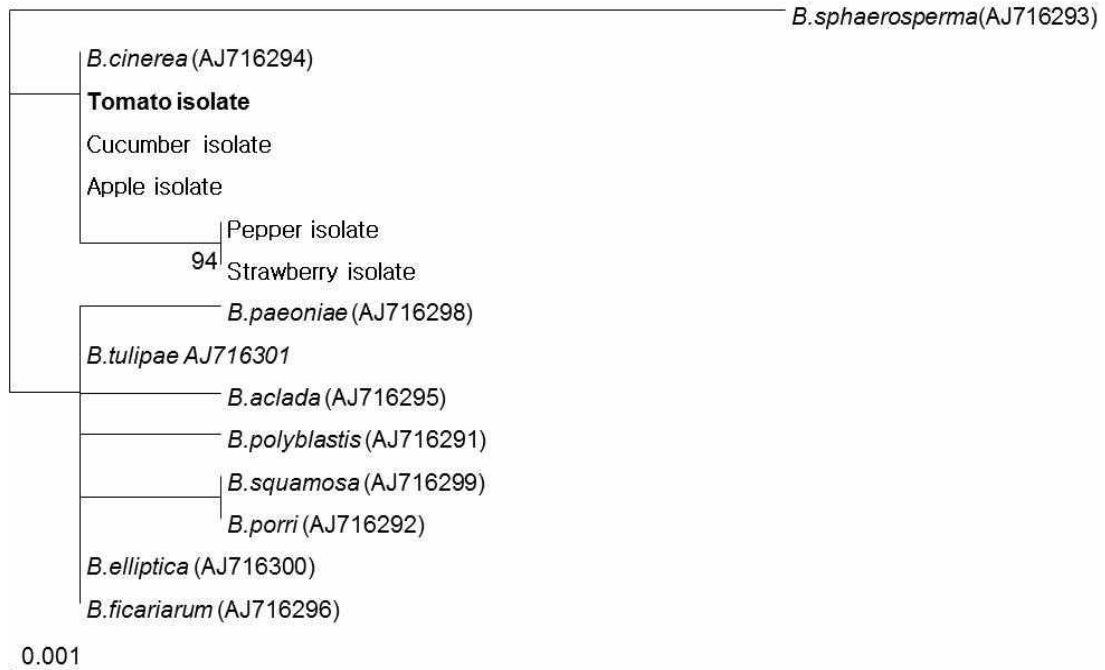 B.sphaerosperma(AJ716293)
B.cinerea (AJ716294)
Tomato isolate
Cucumber isolate
Apple isolate
Pepper isolate
94
Strawberry isolate
B.paeoniae (AJ716298)
B.tulipae AJ716301
B.aclada (AJ716295)
B.polyblastis (AJ716291)
B.squamosa (AJ716299)
B.porri (AJ716292)
B.elliptica (AJ716300)
B.ficariarum (AJ716296)
0.001